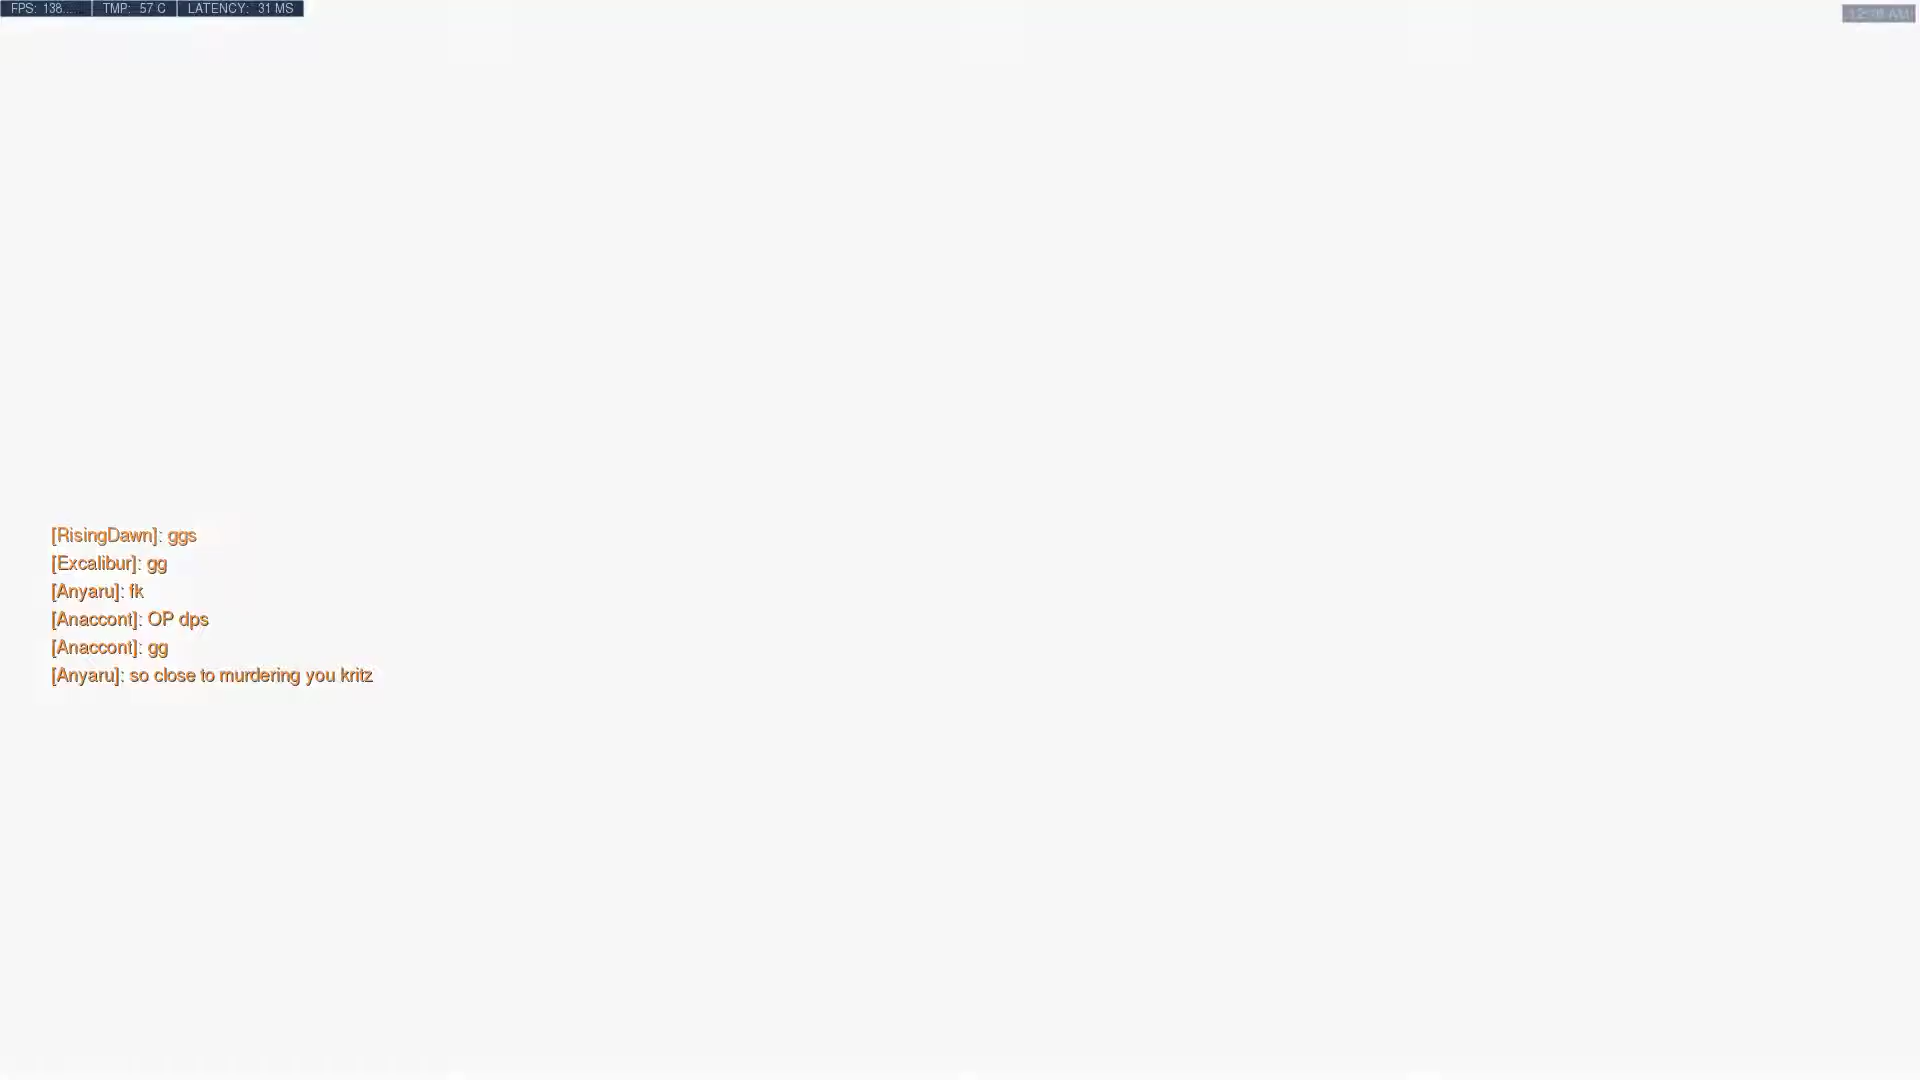 FPS: 138... TMP: 57 C LATENCY: 31 MS
AM
[RisingDawn]: ggs
[Excalibur]: gg
[Anyaru]: fk
[Anaccont]: OP dps
[Anaccont]: gg
[Anyaru]: so close to murdering you kritz